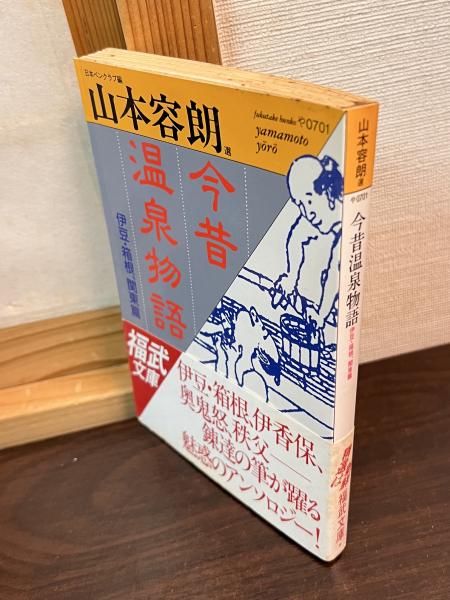 日本ペンクラブ編
山本容朗 選
fukutake bunko や0701
yamamoto
yōrō
今昔
温泉物語
伊豆・箱根、関東篇
福武
文庫
伊豆・箱根、伊香保、
奥鬼怒、秩父――
錬達の筆が躍る
魅惑のアンソロジー!
山本容朗 選
や0701
今昔温泉物語
伊豆・箱根、関東篇
福武文庫